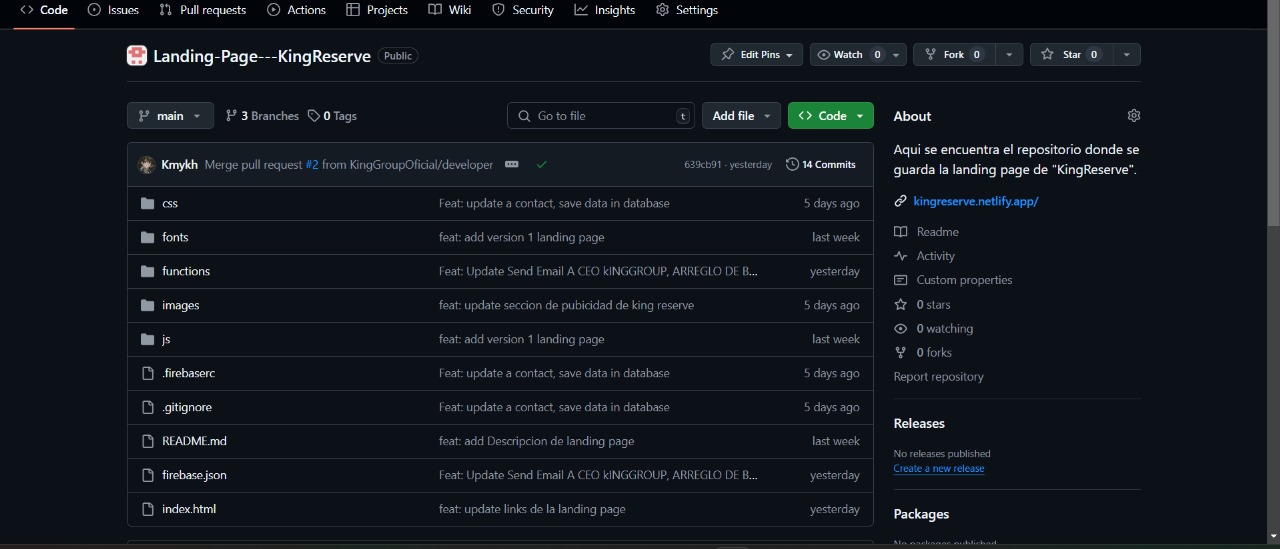 Code Issues Pull requests Actions Projects Wiki Security Insights Settings
Landing-Page---KingReserve Public Edit Pins Watch 0 Fork 0 Star 0
main 3 Branches 0 Tags Go to file t Add file Code
Kmykh Merge pull request #2 from KingGroupOficial/developer 639cb91 · yesterday 14 Commits
css Feat: update a contact, save data in database 5 days ago
fonts feat: add version 1 landing page last week
functions Feat: Update Send Email A CEO kINGGROUP, ARREGLO DE B... yesterday
images feat: update seccion de pubicidad de king reserve 5 days ago
js feat: add version 1 landing page last week
.firebaserc Feat: update a contact, save data in database 5 days ago
.gitignore Feat: update a contact, save data in database 5 days ago
README.md feat: add Descripcion de landing page last week
firebase.json Feat: Update Send Email A CEO kINGGROUP, ARREGLO DE B... yesterday
index.html feat: update links de la landing page yesterday
About
Aqui se encuentra el repositorio donde se
guarda la landing page de "KingReserve".
kingreserve.netlify.app/
Readme
Activity
Custom properties
0 stars
0 watching
0 forks
Report repository
Releases
No releases published
Create a new release
Packages
No packages published